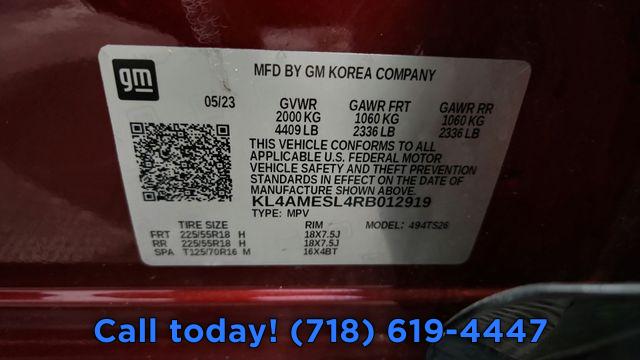 gm
MFD BY GM KOREA COMPANY
05/23 GVWR GAWR FRT GAWR RR
2000 KG 1060 KG 1060 KG
4409 LB 2336 LB 2336 LB
THIS VEHICLE CONFORMS TO ALL
APPLICABLE U.S. FEDERAL MOTOR
VEHICLE SAFETY AND THEFT PREVENTION
STANDARDS IN EFFECT ON THE DATE OF
MANUFACTURE SHOWN ABOVE.
KL4AMESL4RB012919
TYPE: MPV MODEL: 494TS26
TIRE SIZE RIM
FRT 225/55R18 H 18X7.5J
RR 225/55R18 H 18X7.5J
SPA T125/70R16 M 16X4BT
Call today! (718) 619-4447